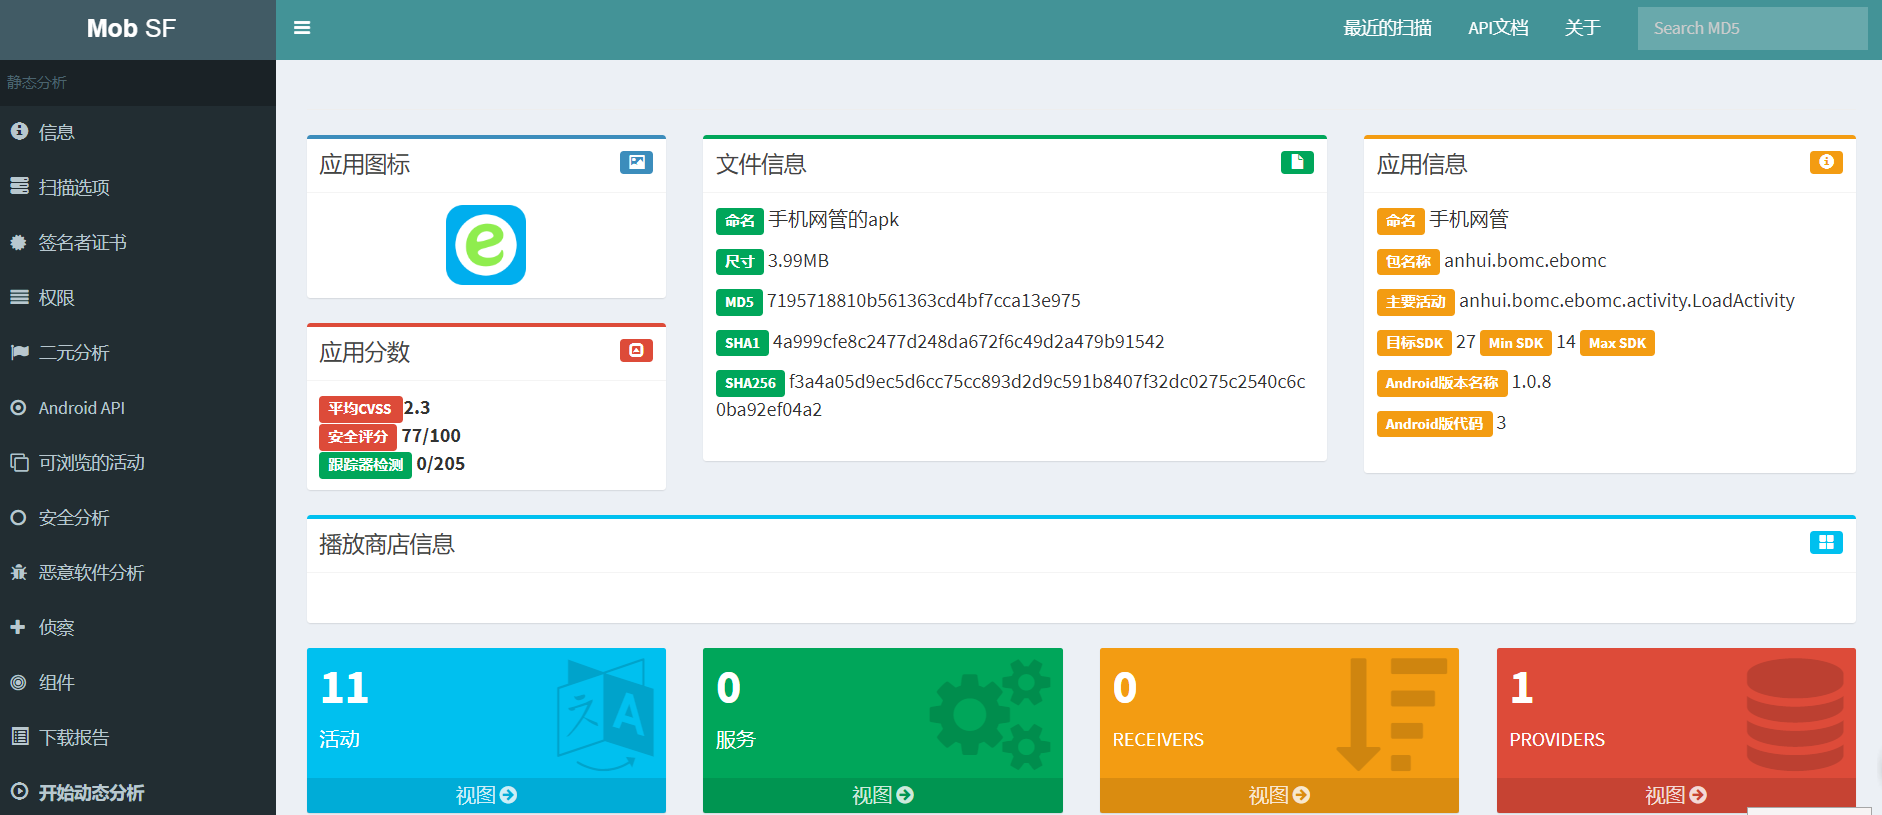 Mob SF
最近的扫描 API文档 关于 Search MD5
静态分析
信息
扫描选项
签名者证书
权限
二元分析
Android API
可浏览的活动
安全分析
恶意软件分析
侦察
组件
下载报告
开始动态分析
应用图标
应用分数
平均CVSS 2.3
安全评分 77/100
跟踪器检测 0/205
文件信息
命名 手机网管的apk
尺寸 3.99MB
MD5 7195718810b561363cd4bf7cca13e975
SHA1 4a999cfe8c2477d248da672f6c49d2a479b91542
SHA256 f3a4a05d9ec5d6cc75cc893d2d9c591b8407f32dc0275c2540c6c
0ba92ef04a2
应用信息
命名 手机网管
包名称 anhui.bomc.ebomc
主要活动 anhui.bomc.ebomc.activity.LoadActivity
目标SDK 27 Min SDK 14 Max SDK
Android版本名称 1.0.8
Android版代码 3
播放商店信息
11
活动
视图
0
服务
视图
0
RECEIVERS
视图
1
PROVIDERS
视图